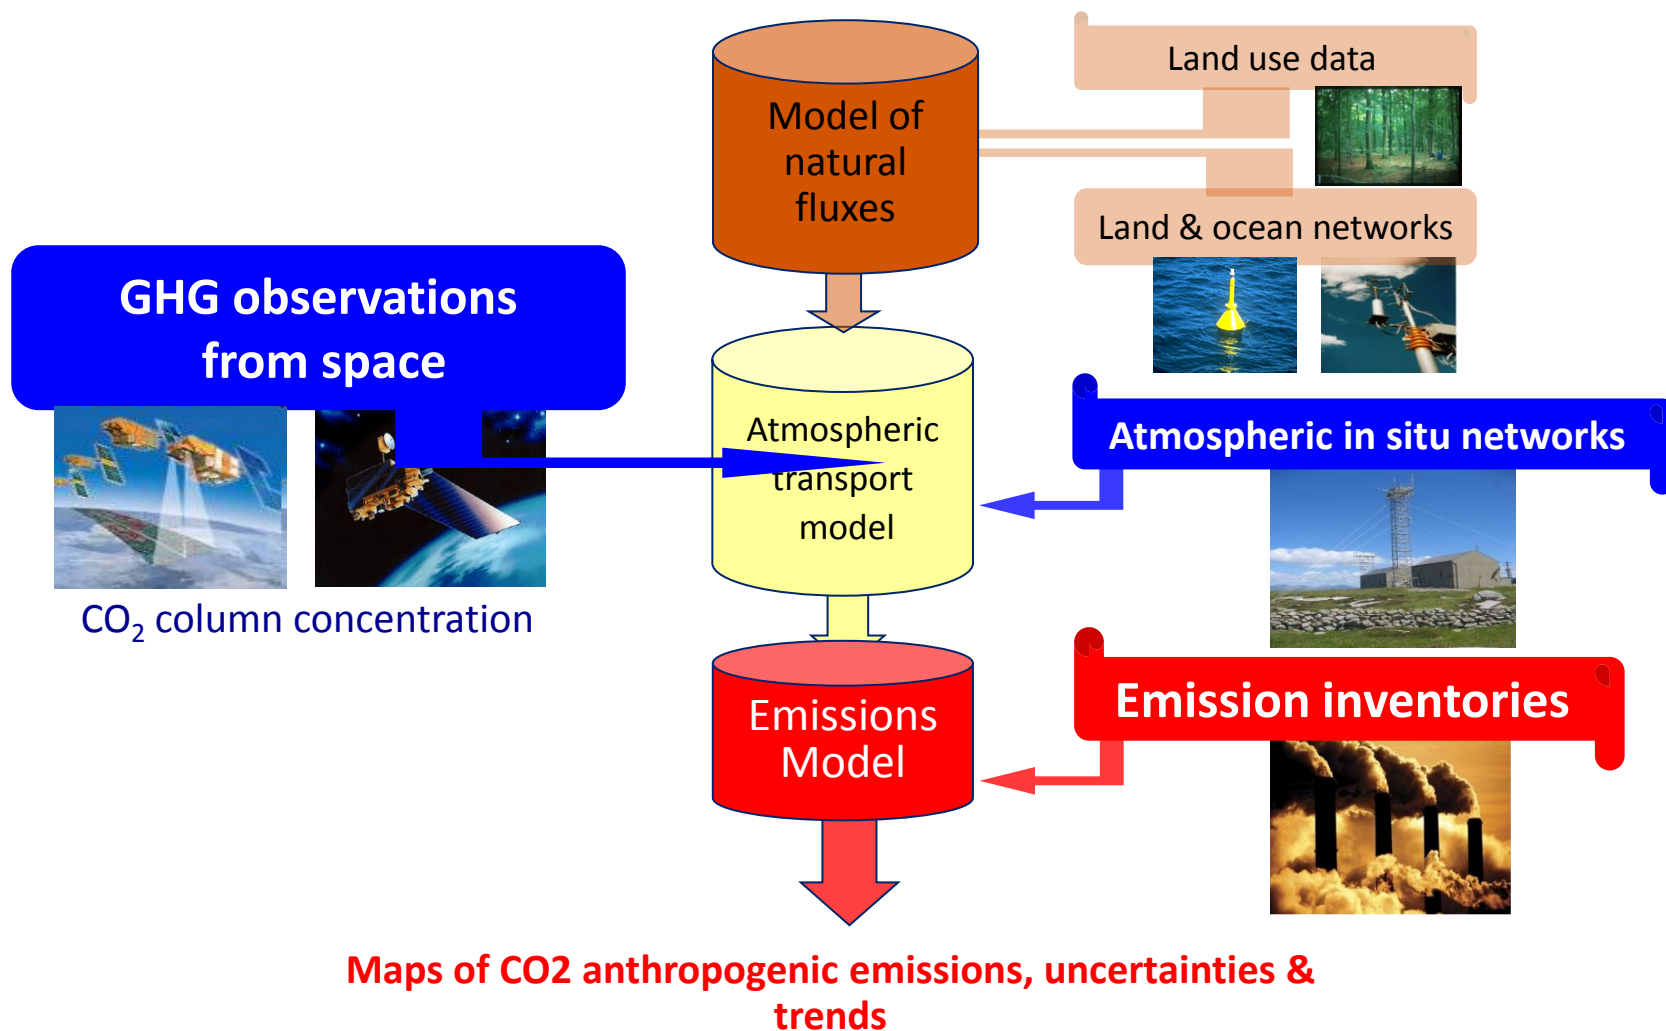 Model of
natural
fluxes
Land use data
Land & ocean networks
GHG observations
from space
CO₂ column concentration
Atmospheric
transport
model
Atmospheric in situ networks
Emissions
Model
Emission inventories
Maps of CO2 anthropogenic emissions, uncertainties &
trends